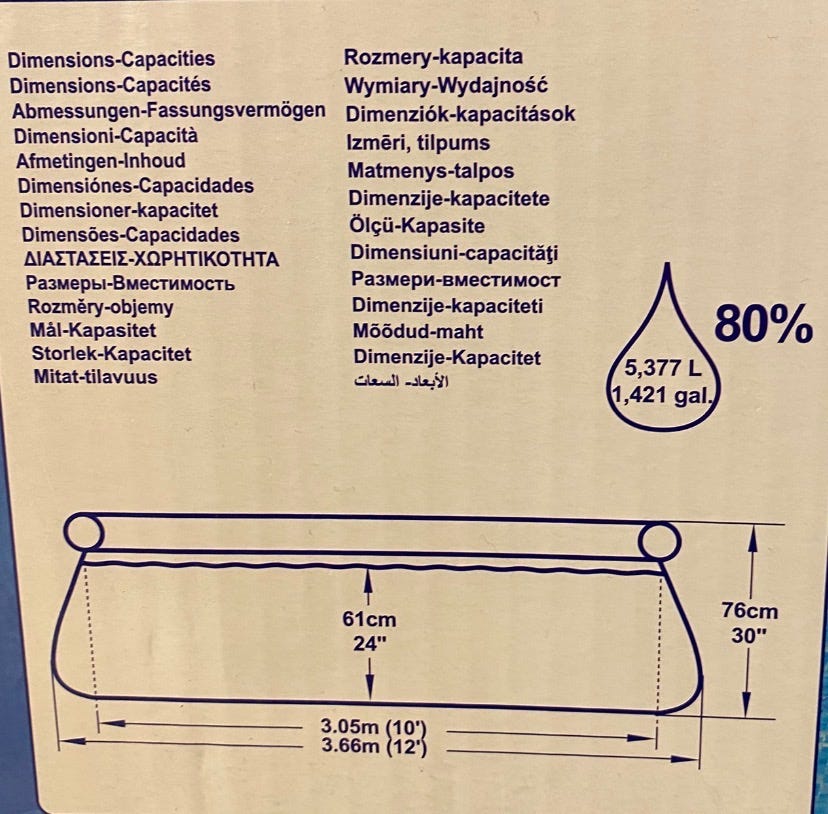 Dimensions-Capacities
Dimensions-Capacités
Abmessungen-Fassungsvermögen
Dimensioni-Capacità
Afmetingen-Inhoud
Dimensiónes-Capacidades
Dimensioner-kapacitet
Dimensões-Capacidades
ΔΙΑΣΤΑΣΕΙΣ-ΧΩΡΗΤΙΚΟΤΗΤΑ
Размеры-Вместимость
Rozměry-objemy
Mål-Kapasitet
Storlek-Kapacitet
Mitat-tilavuus
Rozmery-kapacita
Wymiary-Wydajność
Dimenziók-kapacitások
Izmēri, tilpums
Matmenys-talpos
Dimenzije-kapacitete
Ölçü-Kapasite
Dimensiuni-capacităţi
Размери-вместимост
Dimenzije-kapaciteti
Mõõdud-maht
Dimenzije-Kapacitet
الأبعاد- السعات
80%
5,377 L
1,421 gal.
61cm
24"
76cm
30"
3.05m (10')
3.66m (12')